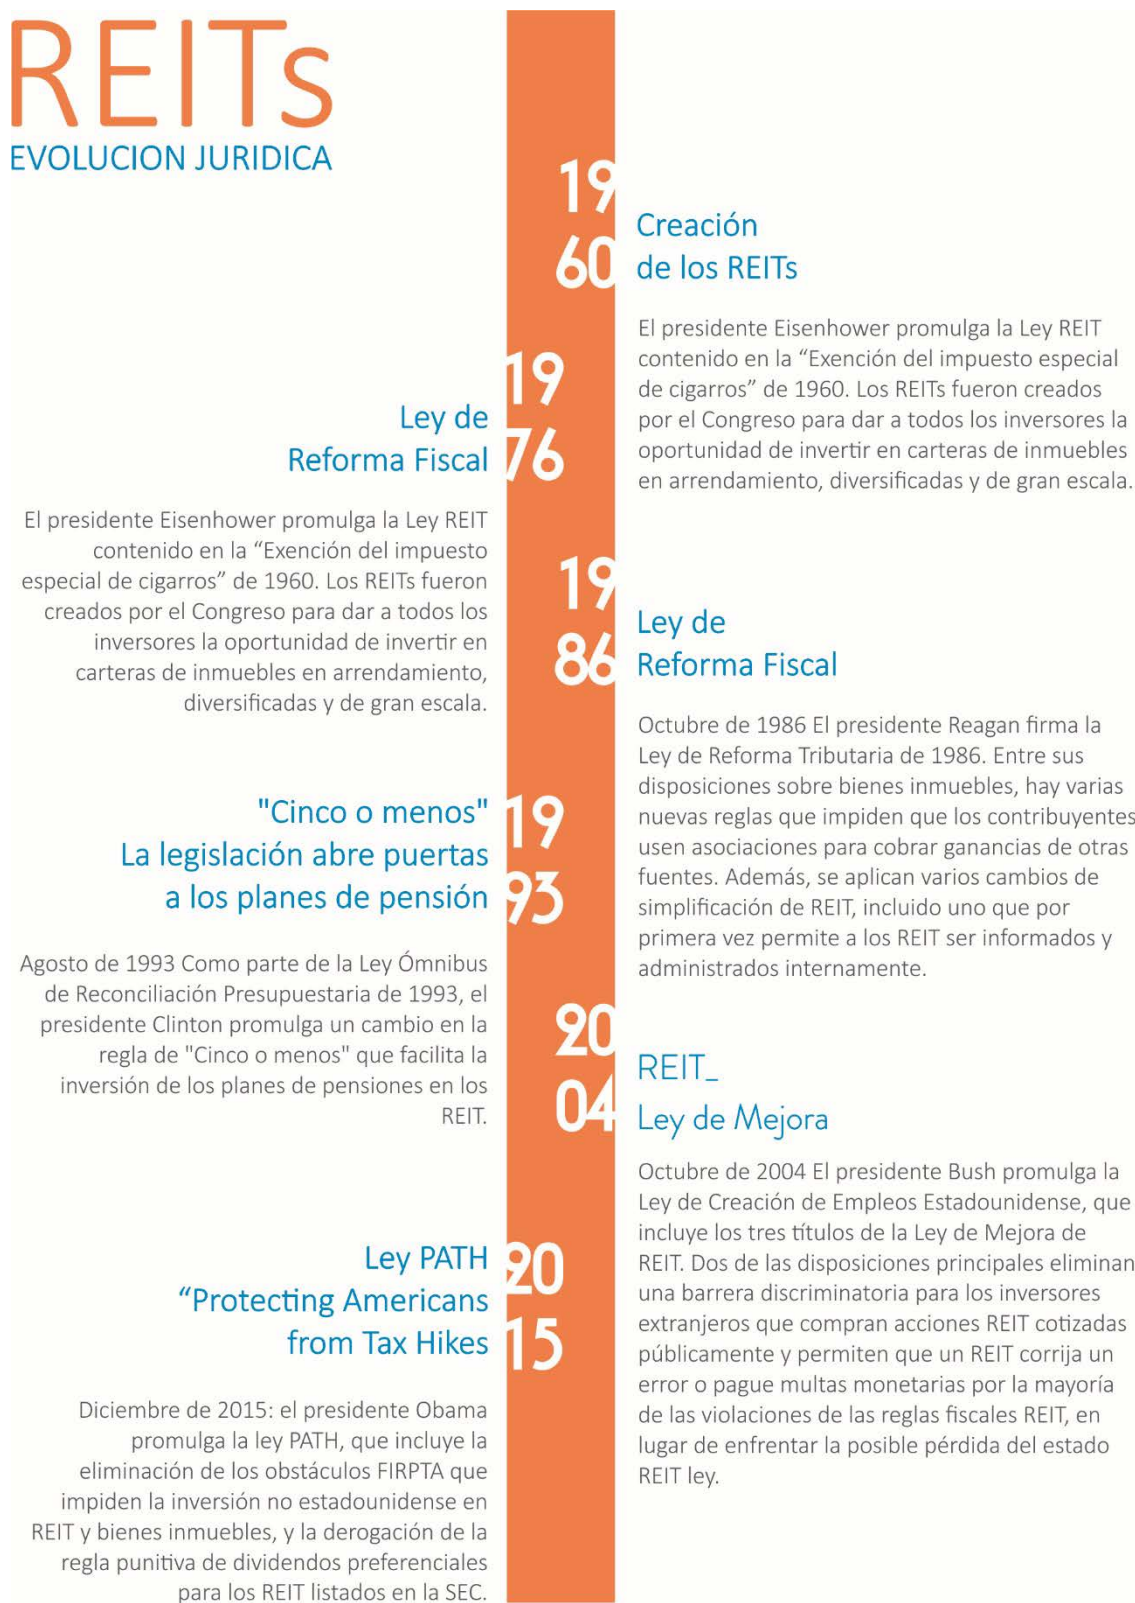 REITs
EVOLUCION JURIDICA
19
60
Creación
de los REITs
El presidente Eisenhower promulga la Ley REIT
contenido en la “Exención del impuesto especial
de cigarros” de 1960. Los REITs fueron creados
por el Congreso para dar a todos los inversores la
oportunidad de invertir en carteras de inmuebles
en arrendamiento, diversificadas y de gran escala.
19
76
Ley de
Reforma Fiscal
El presidente Eisenhower promulga la Ley REIT
contenido en la “Exención del impuesto
especial de cigarros” de 1960. Los REITs fueron
creados por el Congreso para dar a todos los
inversores la oportunidad de invertir en
carteras de inmuebles en arrendamiento,
diversificadas y de gran escala.
19
86
Ley de
Reforma Fiscal
Octubre de 1986 El presidente Reagan firma la
Ley de Reforma Tributaria de 1986. Entre sus
disposiciones sobre bienes inmuebles, hay varias
nuevas reglas que impiden que los contribuyentes
usen asociaciones para cobrar ganancias de otras
fuentes. Además, se aplican varios cambios de
simplificación de REIT, incluido uno que por
primera vez permite a los REIT ser informados y
administrados internamente.
19
93
"Cinco o menos"
La legislación abre puertas
a los planes de pensión
Agosto de 1993 Como parte de la Ley Ómnibus
de Reconciliación Presupuestaria de 1993, el
presidente Clinton promulga un cambio en la
regla de "Cinco o menos" que facilita la
inversión de los planes de pensiones en los
REIT.
20
04
REIT_
Ley de Mejora
Octubre de 2004 El presidente Bush promulga la
Ley de Creación de Empleos Estadounidense, que
incluye los tres títulos de la Ley de Mejora de
REIT. Dos de las disposiciones principales eliminan
una barrera discriminatoria para los inversores
extranjeros que compran acciones REIT cotizadas
públicamente y permiten que un REIT corrija un
error o pague multas monetarias por la mayoría
de las violaciones de las reglas fiscales REIT, en
lugar de enfrentar la posible pérdida del estado
REIT ley.
20
15
Ley PATH
“Protecting Americans
from Tax Hikes
Diciembre de 2015: el presidente Obama
promulga la ley PATH, que incluye la
eliminación de los obstáculos FIRPTA que
impiden la inversión no estadounidense en
REIT y bienes inmuebles, y la derogación de la
regla punitiva de dividendos preferenciales
para los REIT listados en la SEC.